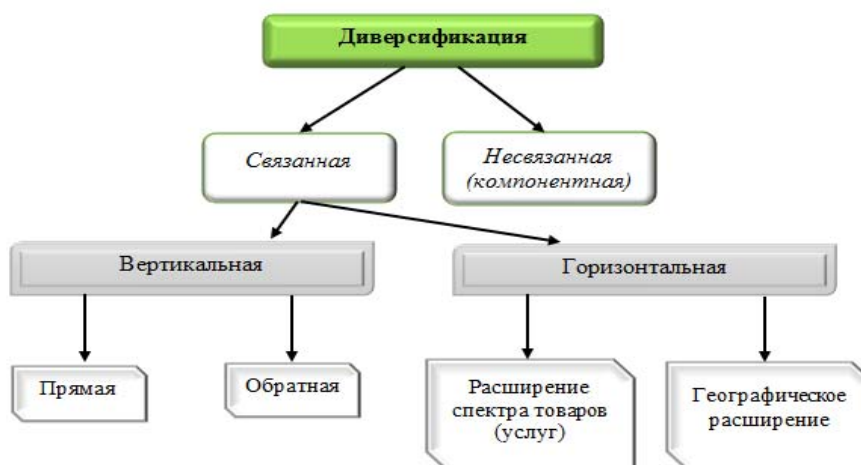 Диверсификация
Связанная
Несвязанная
(компонентная)
Вертикальная
Горизонтальная
Прямая
Обратная
Расширение
спектра товаров
(услуг)
Географическое
расширение